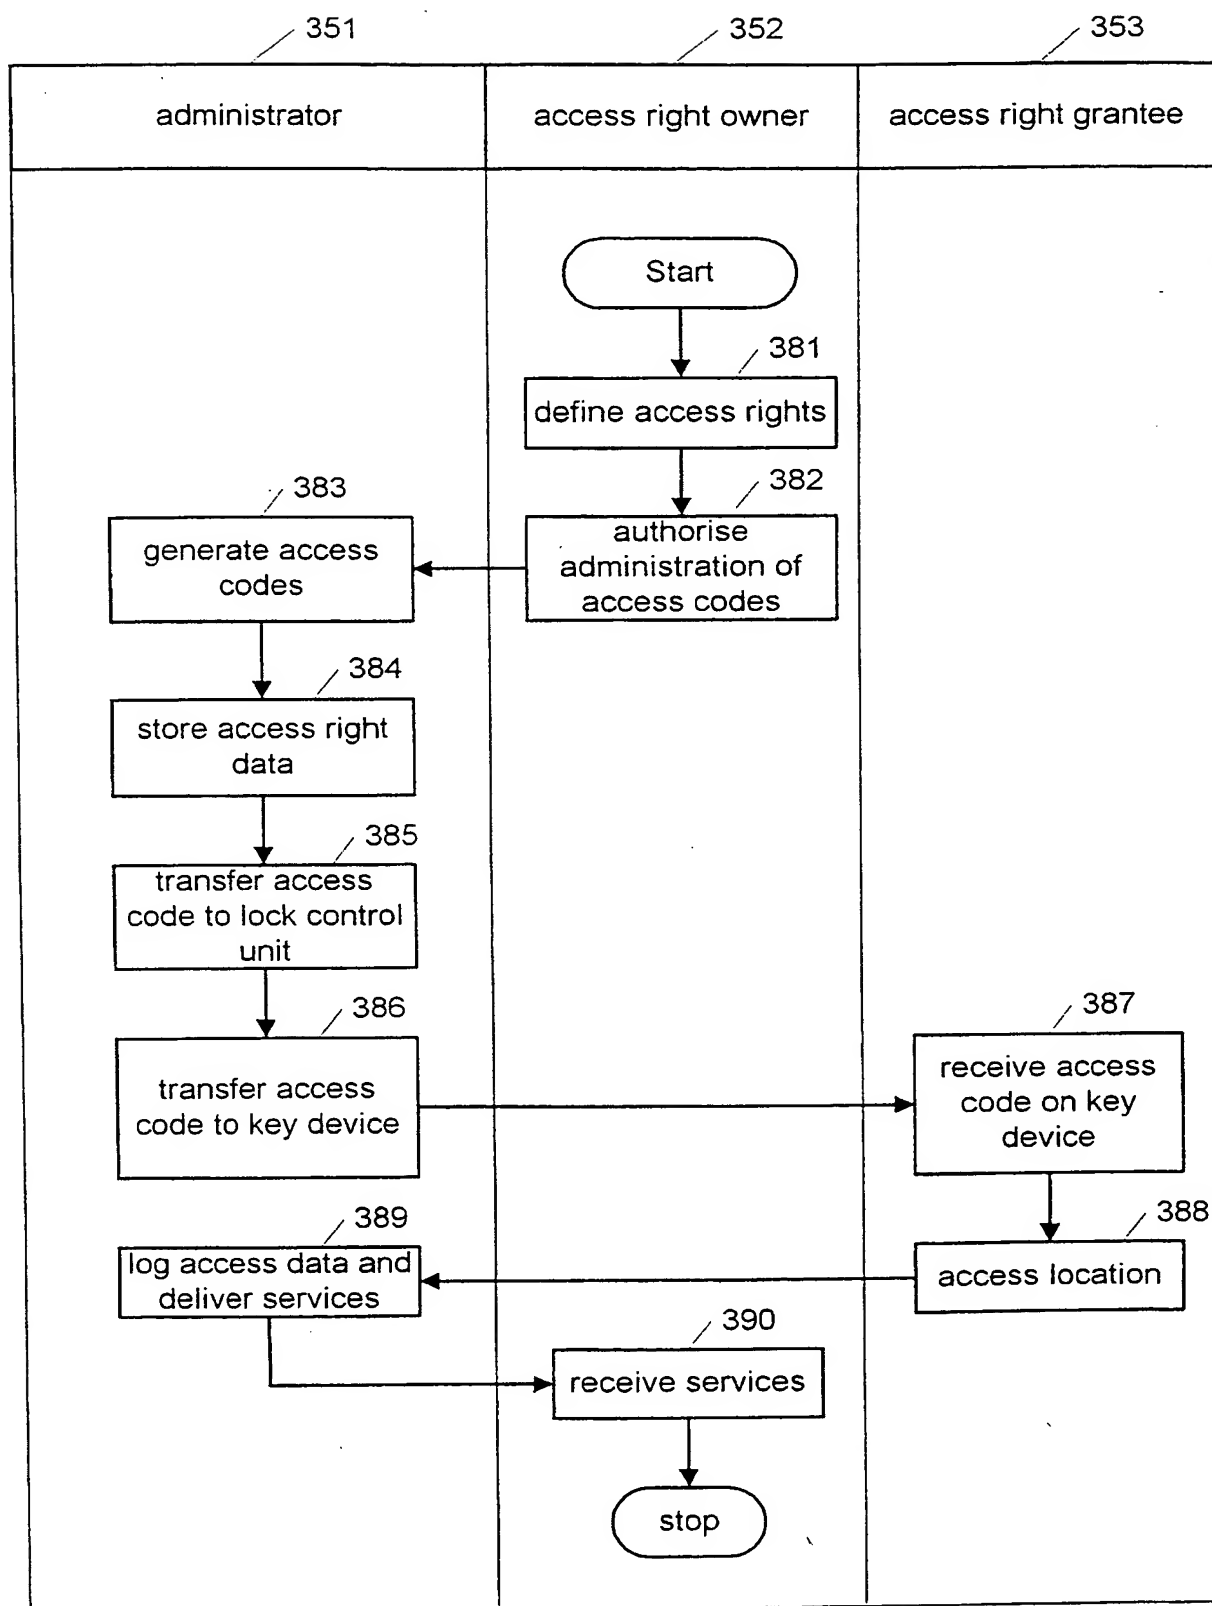 351
352
353
administrator
access right owner
access right grantee
Start
381
define access rights
382
authorise
administration of
access codes
383
generate access
codes
384
store access right
data
385
transfer access
code to lock control
unit
386
transfer access
code to key device
387
receive access
code on key
device
388
access location
389
log access data and
deliver services
390
receive services
stop